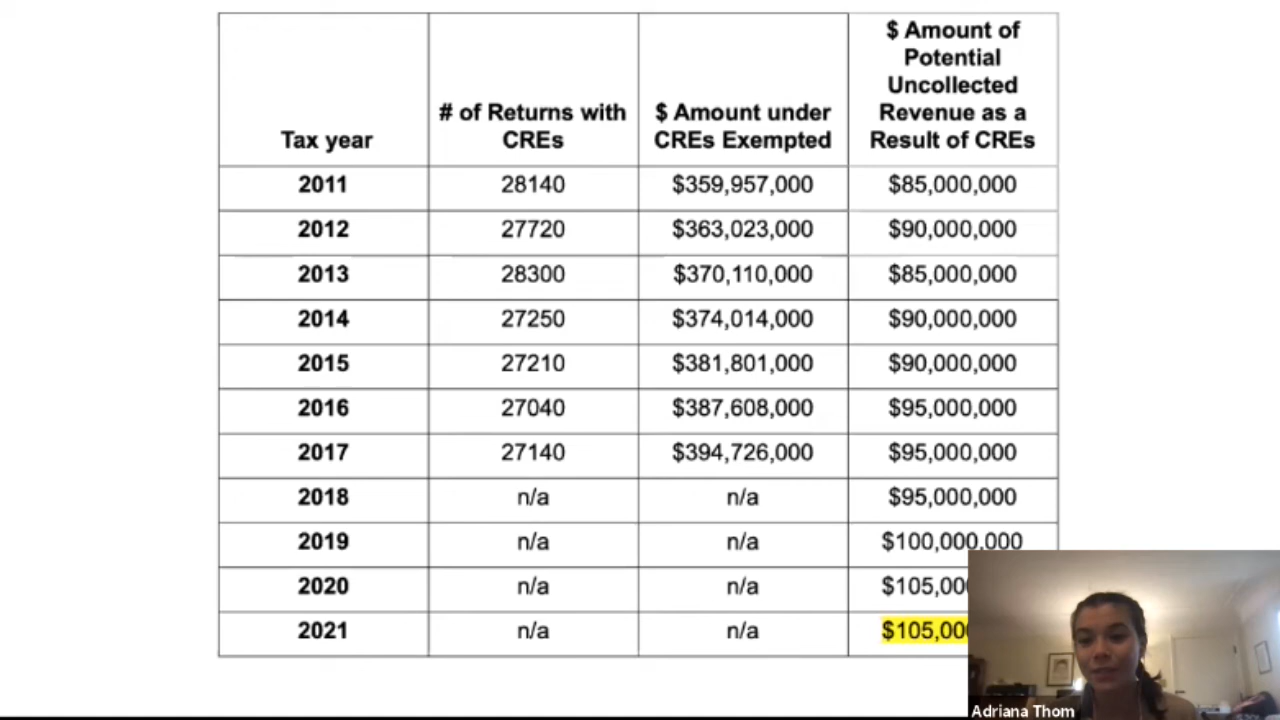 Tax year # of Returns with CREs $ Amount under CREs Exempted $ Amount of Potential Uncollected Revenue as a Result of CREs
2011 28140 $359,957,000 $85,000,000
2012 27720 $363,023,000 $90,000,000
2013 28300 $370,110,000 $85,000,000
2014 27250 $374,014,000 $90,000,000
2015 27210 $381,801,000 $90,000,000
2016 27040 $387,608,000 $95,000,000
2017 27140 $394,726,000 $95,000,000
2018 n/a n/a $95,000,000
2019 n/a n/a $100,000,000
2020 n/a n/a $105,00
2021 n/a n/a $105,00
Adriana Thom